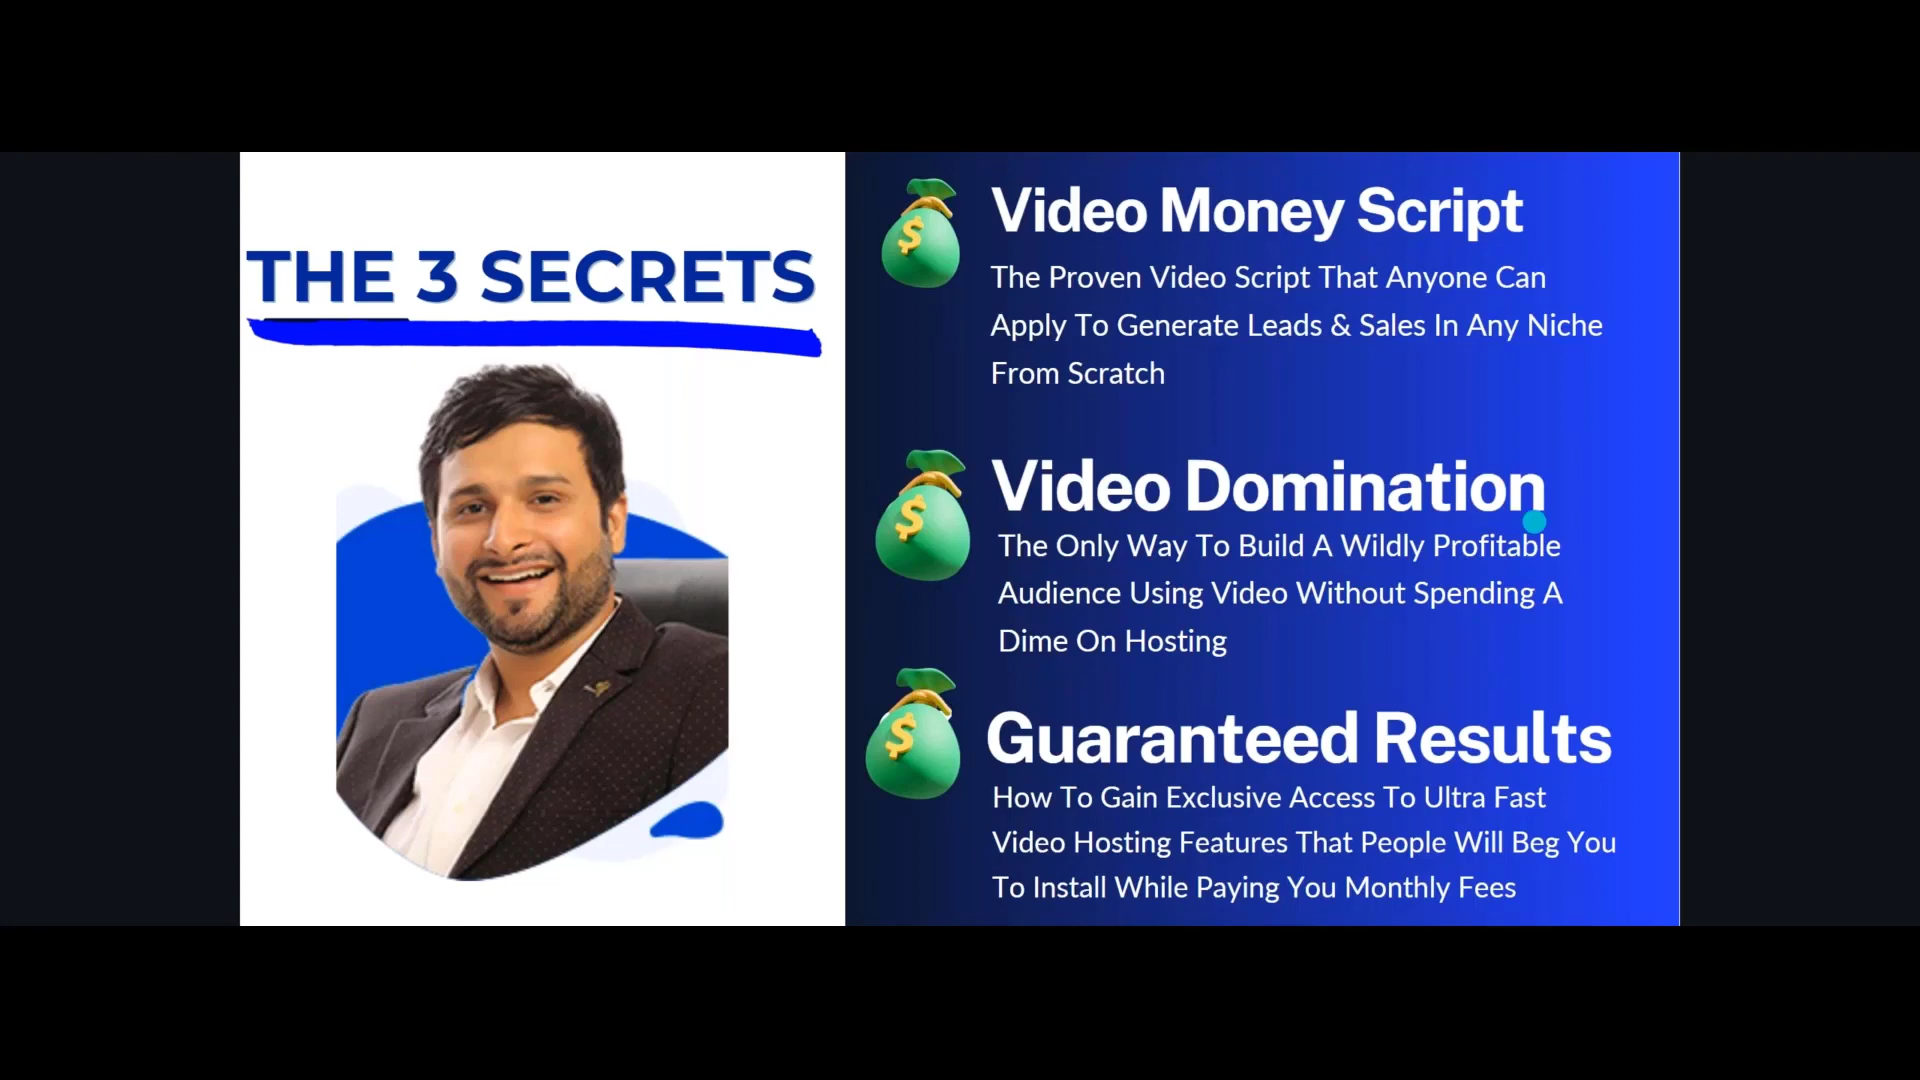 THE 3 SECRETS
Video Money Script
The Proven Video Script That Anyone Can
Apply To Generate Leads & Sales In Any Niche
From Scratch
Video Domination
The Only Way To Build A Wildly Profitable
Audience Using Video Without Spending A
Dime On Hosting
Guaranteed Results
How To Gain Exclusive Access To Ultra Fast
Video Hosting Features That People Will Beg You
To Install While Paying You Monthly Fees
$
$
$